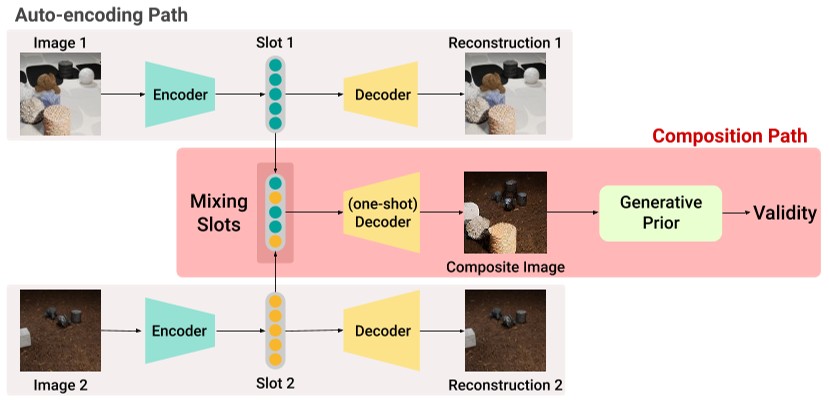 Auto-encoding Path
Image 1
Slot 1
Reconstruction 1
Encoder
Decoder
Composition Path
Mixing
Slots
(one-shot)
Decoder
Generative
Prior
Validity
Composite Image
Encoder
Decoder
Image 2
Slot 2
Reconstruction 2